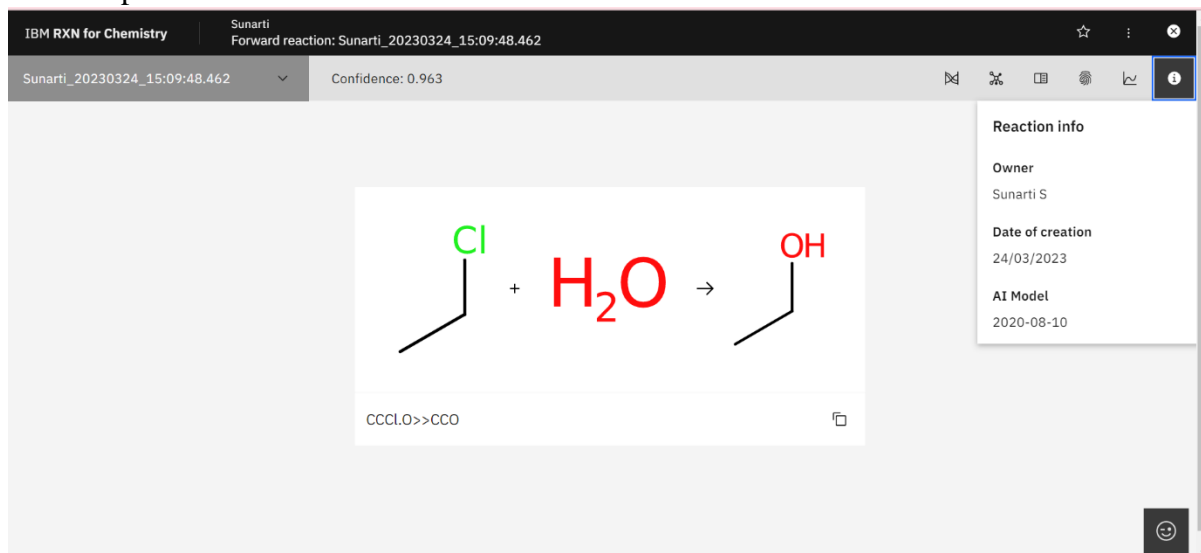 IBM RXN for Chemistry
Sunarti
Forward reaction: Sunarti_20230324_15:09:48.462
Sunarti_20230324_15:09:48.462
Confidence: 0.963
Reaction info
Owner
Sunarti S
Date of creation
24/03/2023
AI Model
2020-08-10
Cl
+ H₂O →
OH
CCCl.O>>CCO